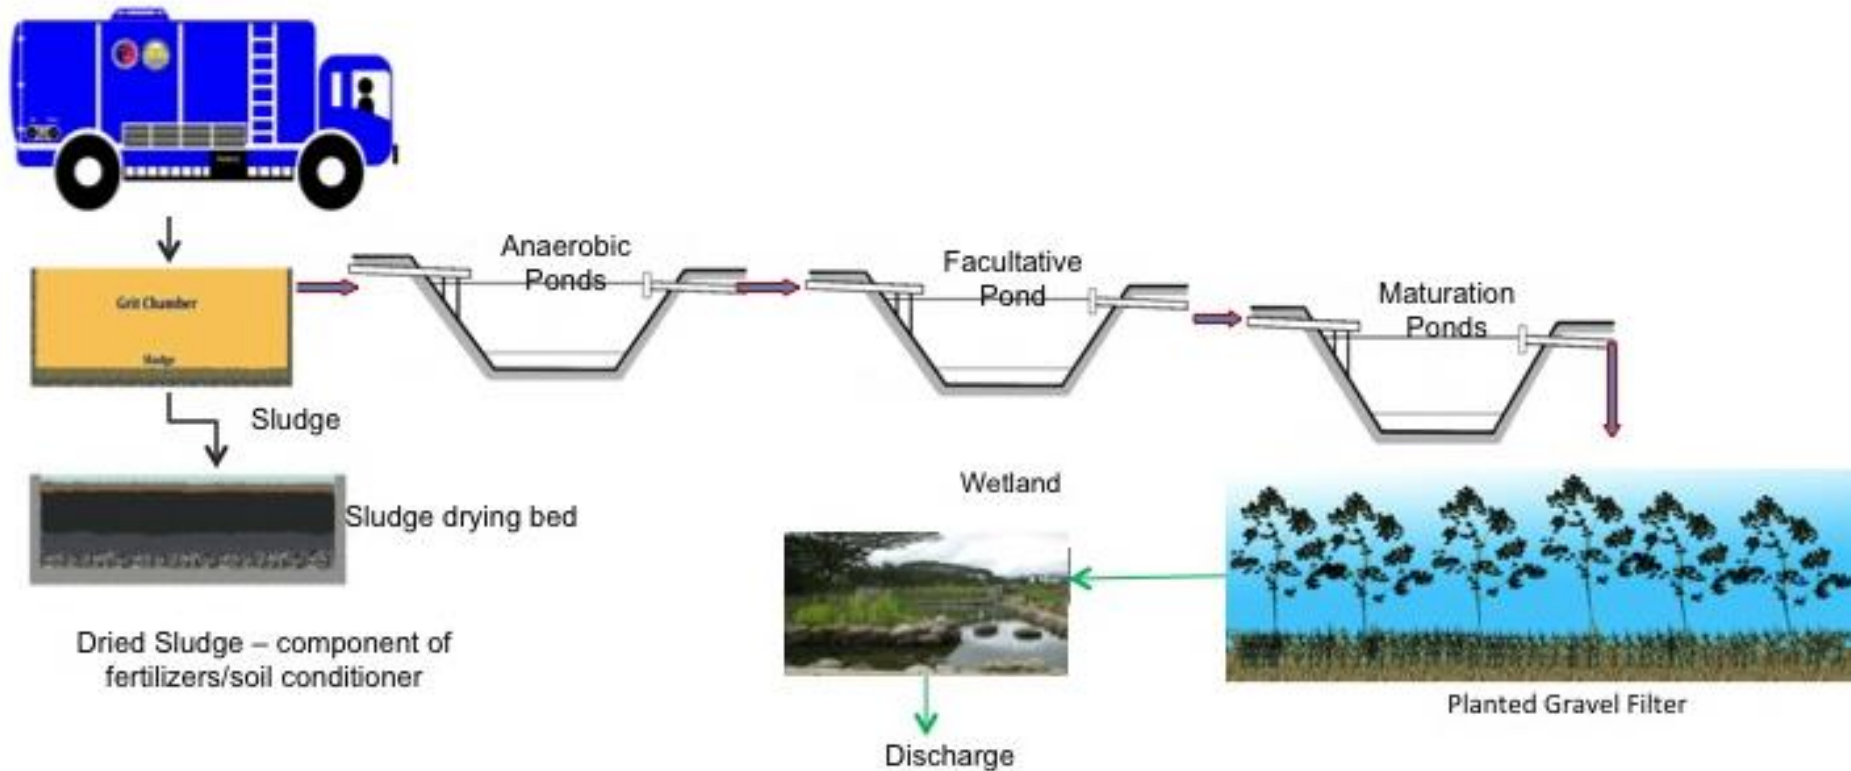 Anaerobic
Ponds
Facultative
Pond
Maturation
Ponds
Grit Chamber
Sludge
Sludge
Sludge drying bed
Wetland
Dried Sludge – component of
fertilizers/soil conditioner
Planted Gravel Filter
Discharge